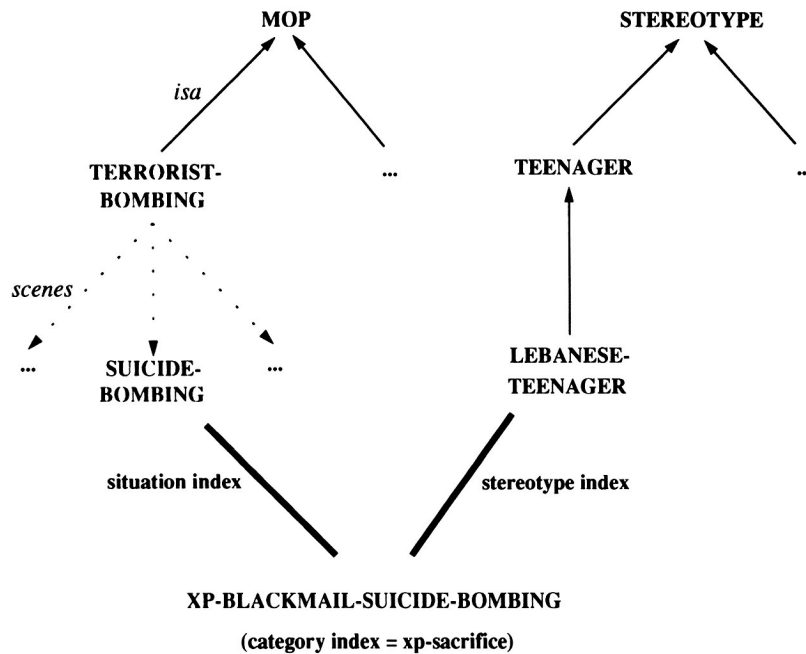 MOP
STEREOTYPE
isa
TERRORIST-
BOMBING
...
TEENAGER
...
scenes
...
SUICIDE-
BOMBING
...
LEBANESE-
TEENAGER
situation index
stereotype index
XP-BLACKMAIL-SUICIDE-BOMBING
(category index = xp-sacrifice)